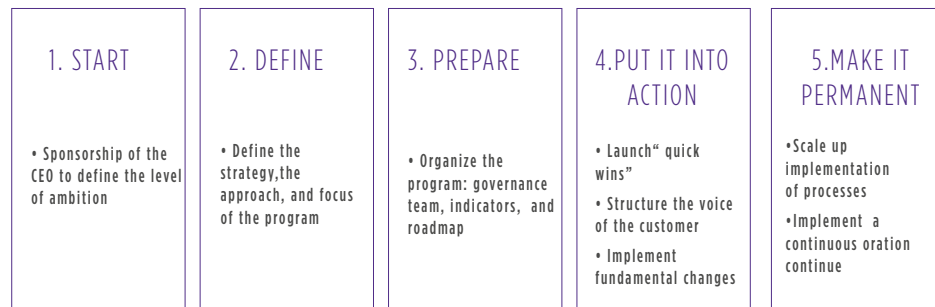 1. START
• Sponsorship of the
CEO to define the level
of ambition
2. DEFINE
• Define the
strategy,the
approach, and focus
of the program
3. PREPARE
• Organize the
program: governance
team, indicators, and
roadmap
4.PUT IT INTO
ACTION
• Launch“ quick
wins”
• Structure the voice
of the customer
• Implement
fundamental changes
5.MAKE IT
PERMANENT
•Scale up
implementation
of processes
•Implement a
continuous oration
continue